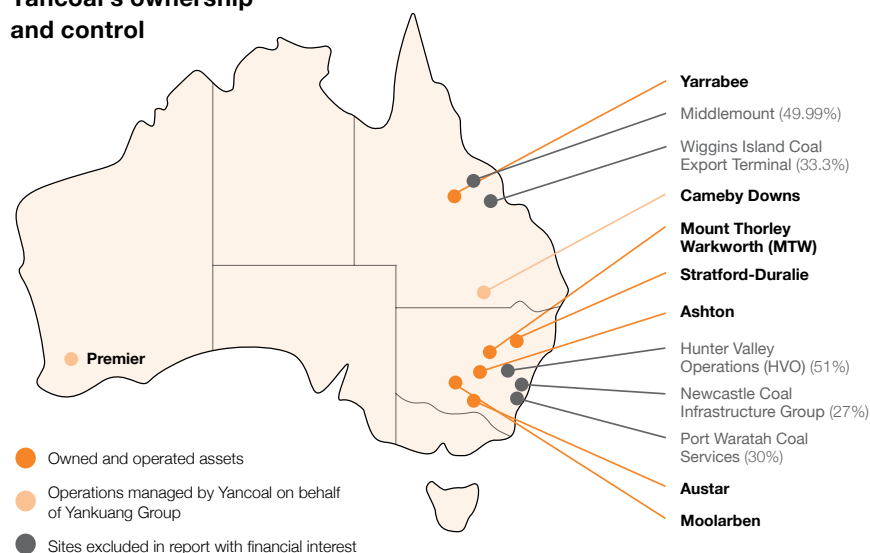 Yancoal's ownership
and control
Yarrabee
Middlemount (49.99%)
Wiggins Island Coal
Export Terminal (33.3%)
Cameby Downs
Mount Thorley
Warkworth (MTW)
Stratford-Duralie
Ashton
Hunter Valley
Operations (HVO) (51%)
Newcastle Coal
Infrastructure Group (27%)
Port Waratah Coal
Services (30%)
Austar
Moolarben
Premier
Owned and operated assets
Operations managed by Yancoal on behalf
of Yankuang Group
Sites excluded in report with financial interest